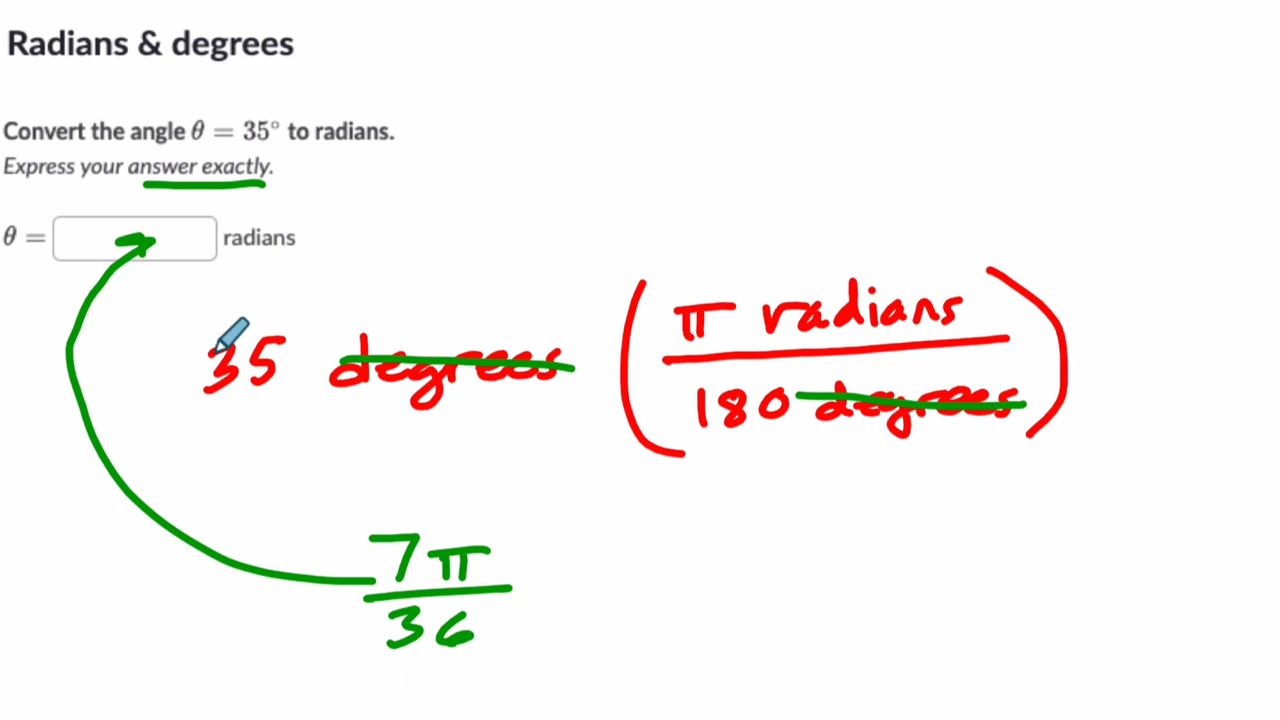 Radians & degrees
Convert the angle θ = 35° to radians.
Express your answer exactly.
θ = radians
35 degrees (π radians
180 degrees)
7π
36